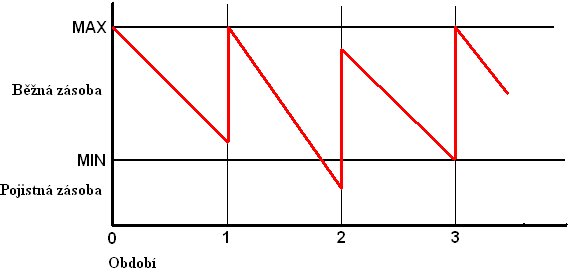 MAX
Běžná zásoba
MIN
Pojistná zásoba
0 1 2 3
Období